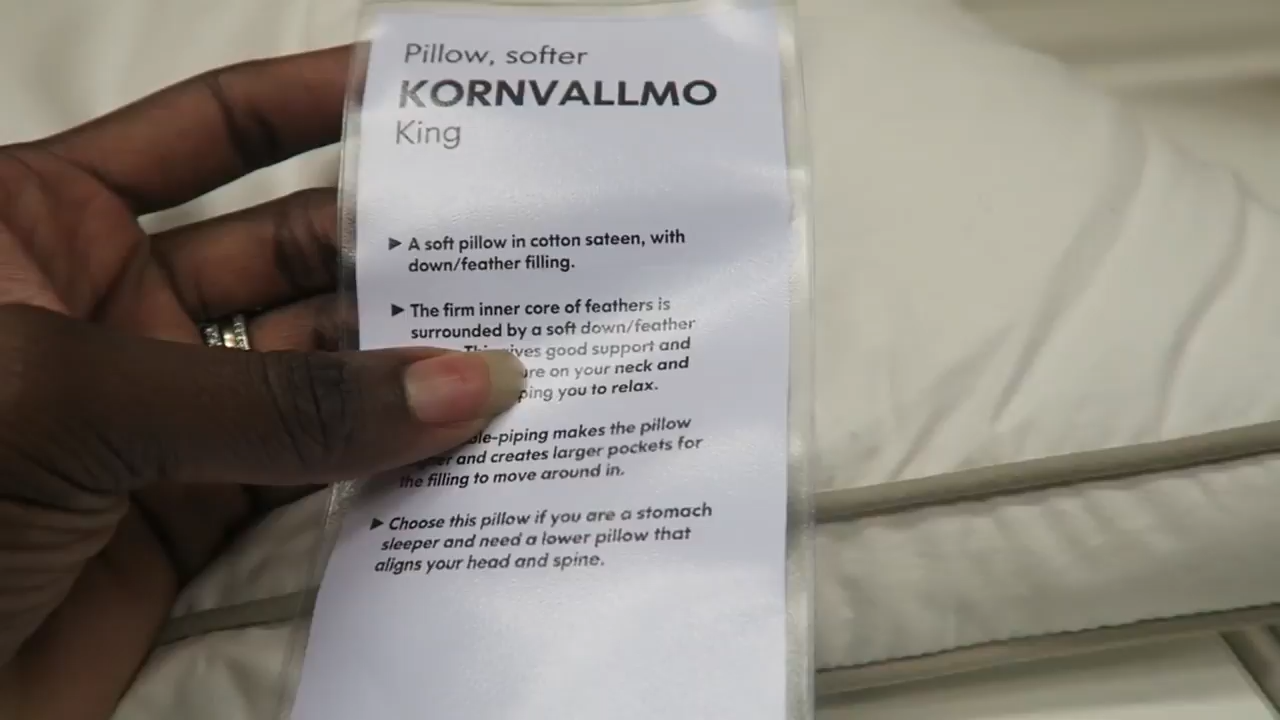 Pillow, softer
KORNVALLMO
King
▶ A soft pillow in cotton sateen, with
down/feather filling.
▶ The firm inner core of feathers is
surrounded by a soft down/feather
good support and
on your neck and
you to relax.
makes the pillow
and creates larger pockets for
the filling to move around in.
▶ Choose this pillow if you are a stomach
sleeper and need a lower pillow that
aligns your head and spine.